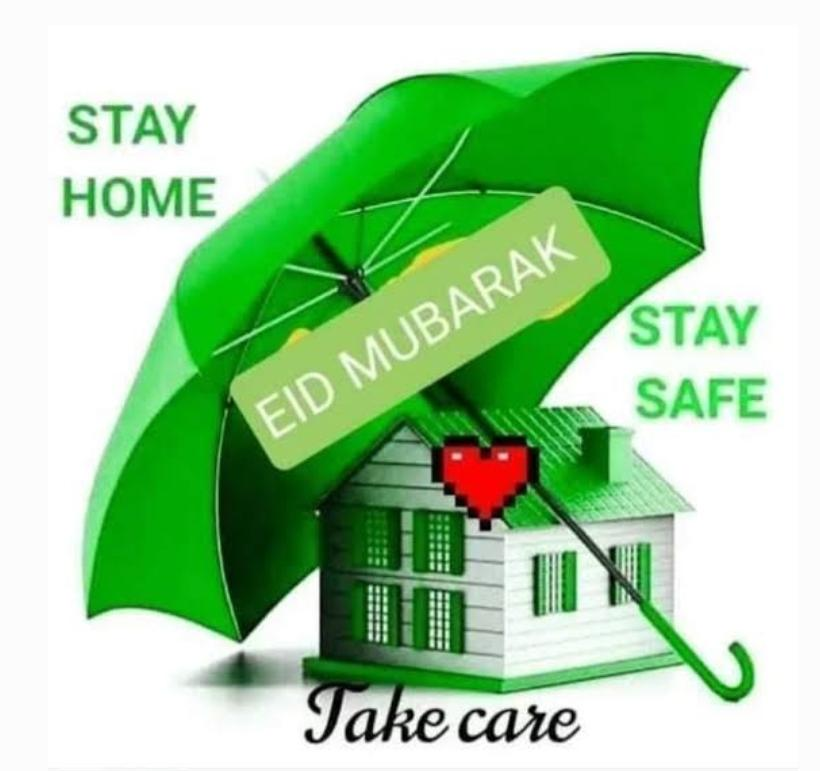 STAY
HOME
EID MUBARAK
STAY
SAFE
Take care